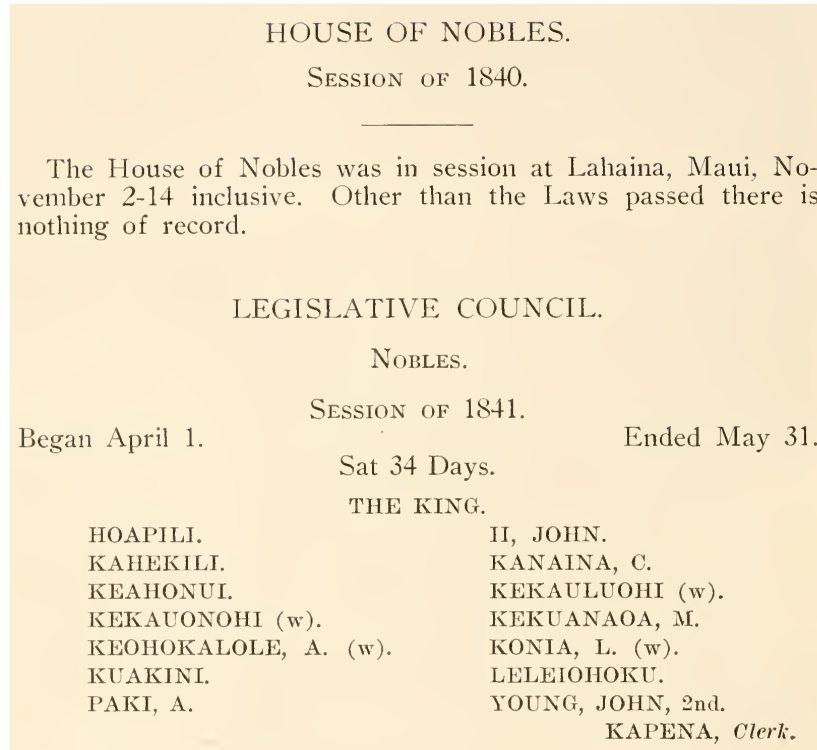 HOUSE OF NOBLES.
SESSION OF 1840.
The House of Nobles was in session at Lahaina, Maui, No-
vember 2-14 inclusive. Other than the Laws passed there is
nothing of record.
LEGISLATIVE COUNCIL.
NOBLES.
SESSION OF 1841.
Began April 1. Ended May 31.
Sat 34 Days.
THE KING.
HOAPILI. II, JOHN.
KAHEKILI. KANAINA, C.
KEAHONUI. KEKAULUOHI (w).
KEKAUONOHI (w). KEKUANAOA, M.
KEOHOKALOLE, A. (w). KONIA, L. (w).
KUAKINI. LELEIOHOKU.
PAKI, A. YOUNG, JOHN, 2nd.
KAPENA, Clerk.